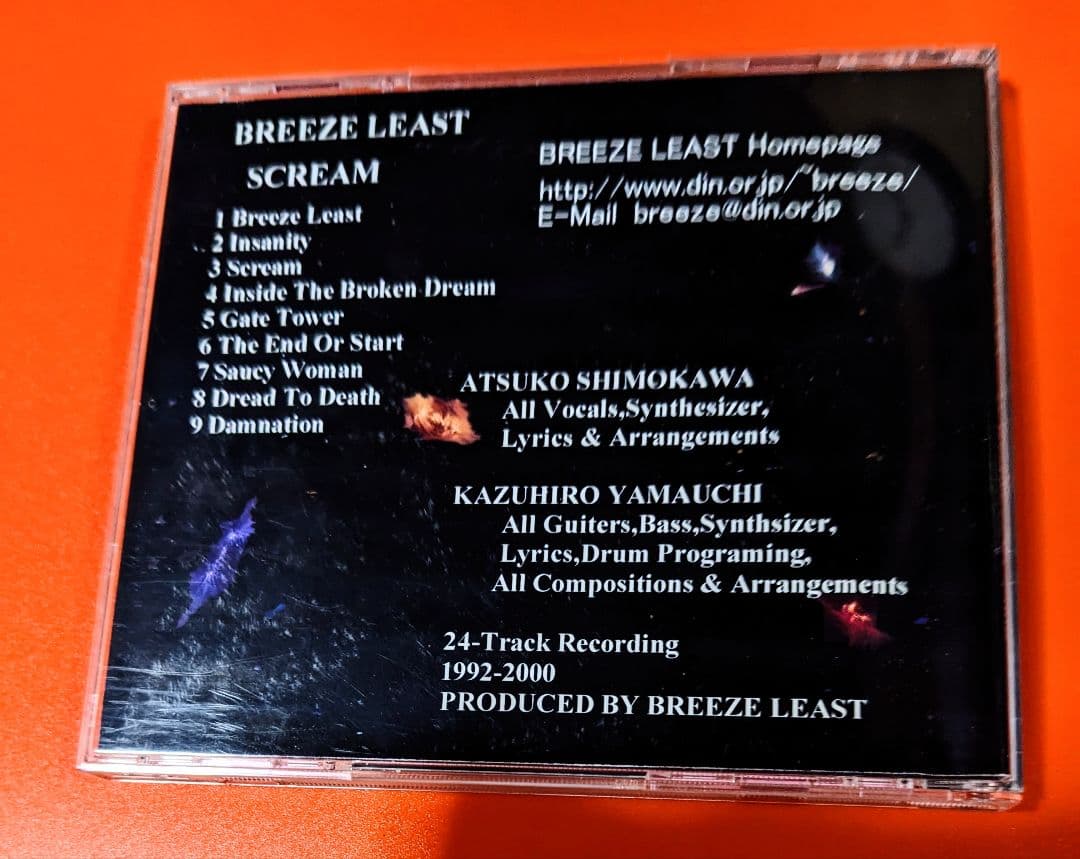 BREEZE LEAST
SCREAM
1 Breeze Least
2 Insanity
3 Scream
4 Inside The Broken Dream
5 Gate Tower
6 The End Or Start
7 Saucy Woman
8 Dread To Death
9 Damnation
BREEZE LEAST Homepage
http://www.din.or.jp/~breeze/
E-Mail breeze@din.or.jp
ATSUKO SHIMOKAWA
All Vocals,Synthesizer,
Lyrics & Arrangements
KAZUHIRO YAMAUCHI
All Guiters,Bass,Synthsizer,
Lyrics,Drum Programing,
All Compositions & Arrangements
24-Track Recording
1992-2000
PRODUCED BY BREEZE LEAST